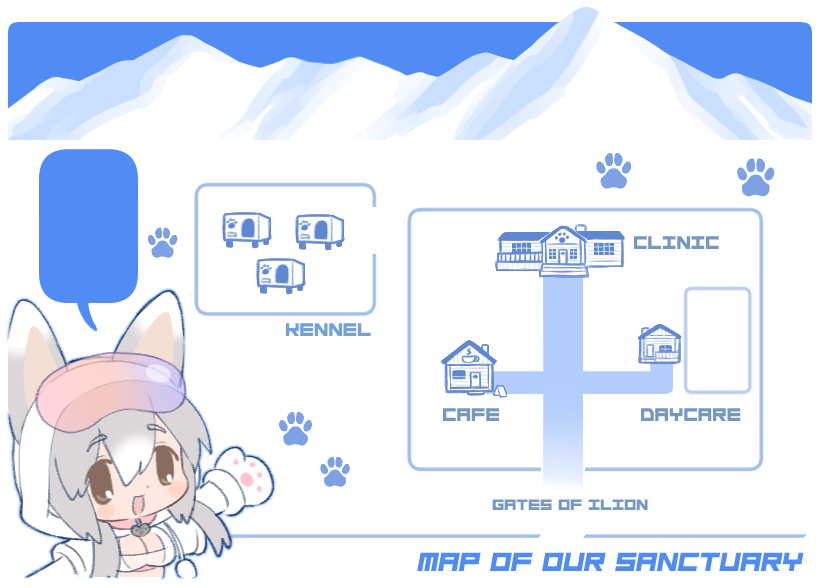 CLINIC
KENNEL
CAFE
DAYCARE
GATES OF ILION
MAP OF OUR SANCTUARY